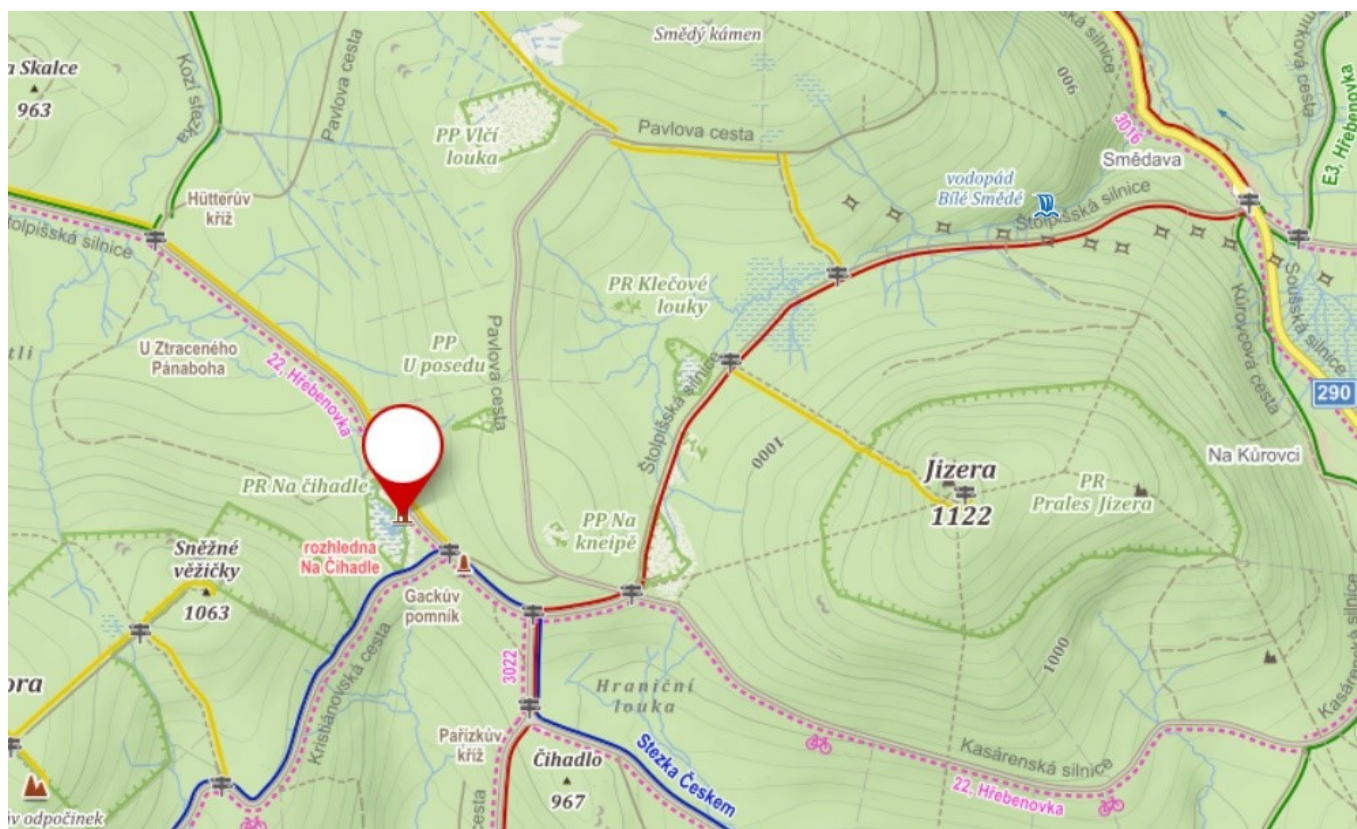 Smědý kámen
a Skalce
963
Kozí stezka
Pavlova cesta
PP Vlčí
louka
Pavlova cesta
900
silnice
3016
Smědava
E3, Hřebenovka
Hütterův
kříž
tolpišská silnice
vodopád
Bílé Smědé
Štolpišská silnice
PR Klečové
louky
Kůrovcova cesta
Soušská silnice
290
U Ztraceného
Pánaboha
22, Hřebenovka
PP
U posedu
Pavlova cesta
Štolpišská silnice
1000
Jizera
1122
PR
Prales Jizera
Na Kůrovci
PR Na čihadle
rozhledna
Na Čihadle
PP Na
kneipě
Sněžné
věžičky
1063
Gackův
pomník
ora
Kristiánovská cesta
3022
Hraniční
louka
1000
Kasárenská silnice
Pařízkův
kříž
Čihadlo
967
Stezka Českem
Kasárenská silnice
22, Hřebenovka
odpočinek
cesta